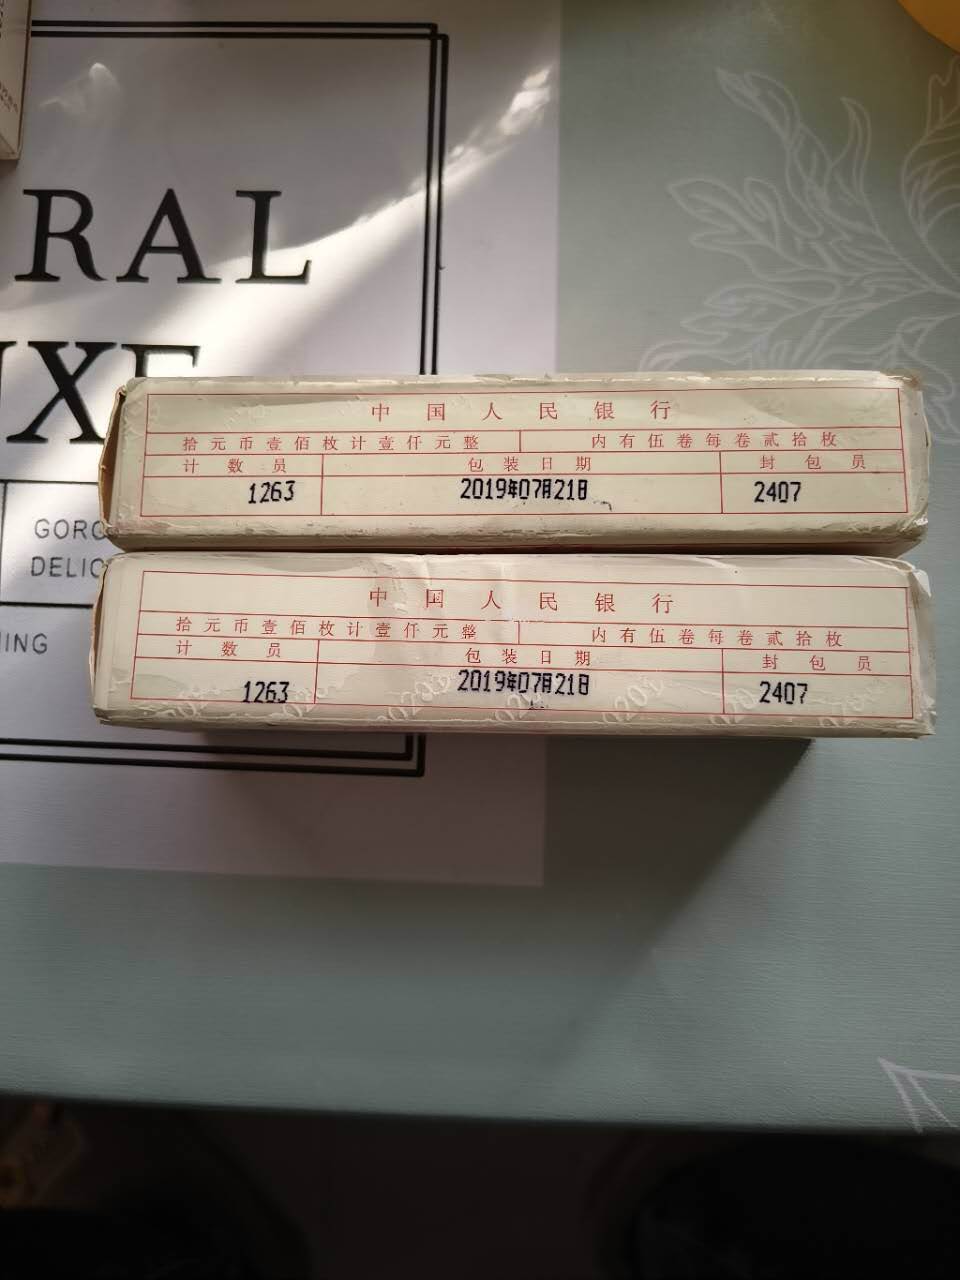 RAL
UXE
GORG
DELIC
NING
中国人民银行
拾元币壹佰枚计壹仟元整 内有伍卷每卷贰拾枚
计数员 包装日期 封包员
1263 2019年07月21日 2407
中国人民银行
拾元币壹佰枚计壹仟元整 内有伍卷每卷贰拾枚
计数员 包装日期 封包员
1263 2019年07月21日 2407